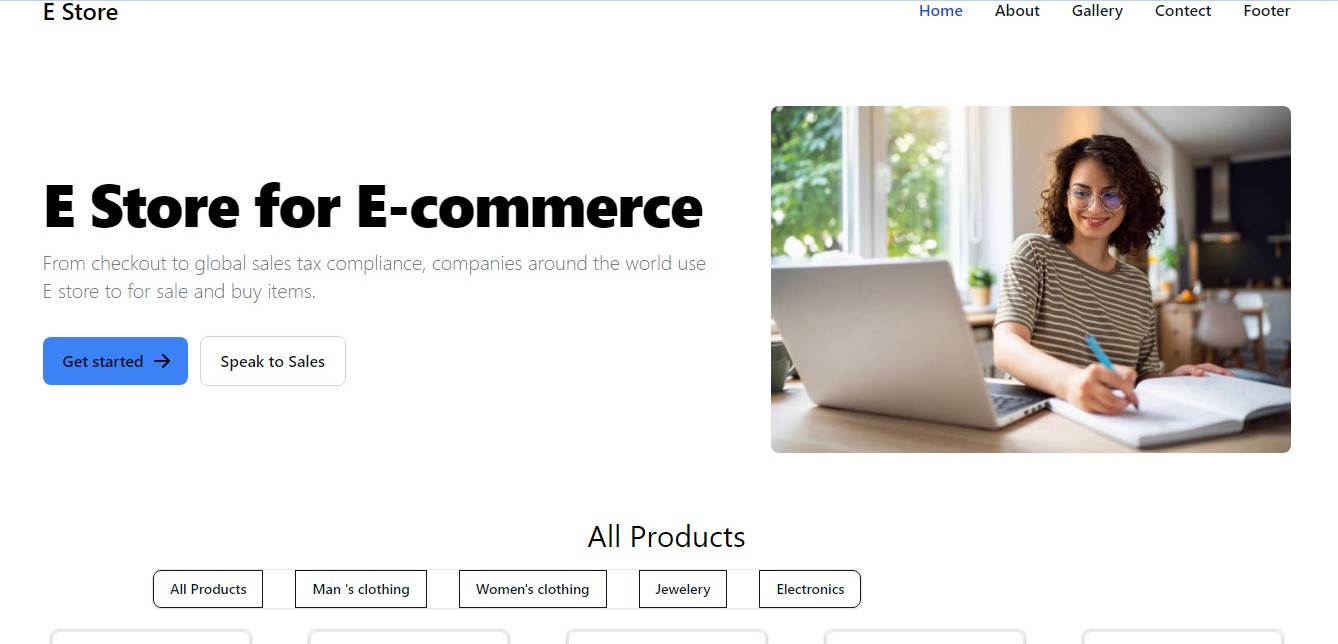 E Store
Home About Gallery Contect Footer
E Store for E-commerce
From checkout to global sales tax compliance, companies around the world use
E store to for sale and buy items.
Get started
Speak to Sales
All Products
All Products Man 's clothing Women's clothing Jewelery Electronics